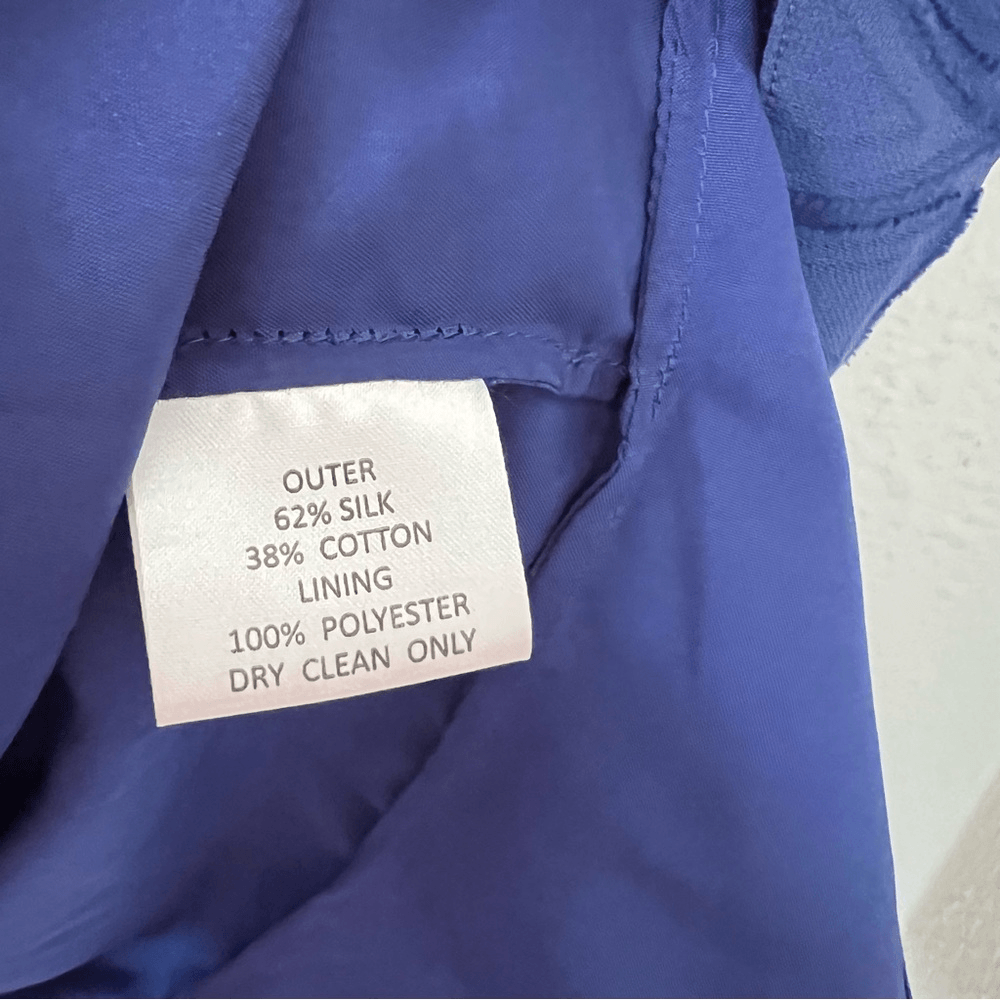 OUTER
62% SILK
38% COTTON
LINING
100% POLYESTER
DRY CLEAN ONLY